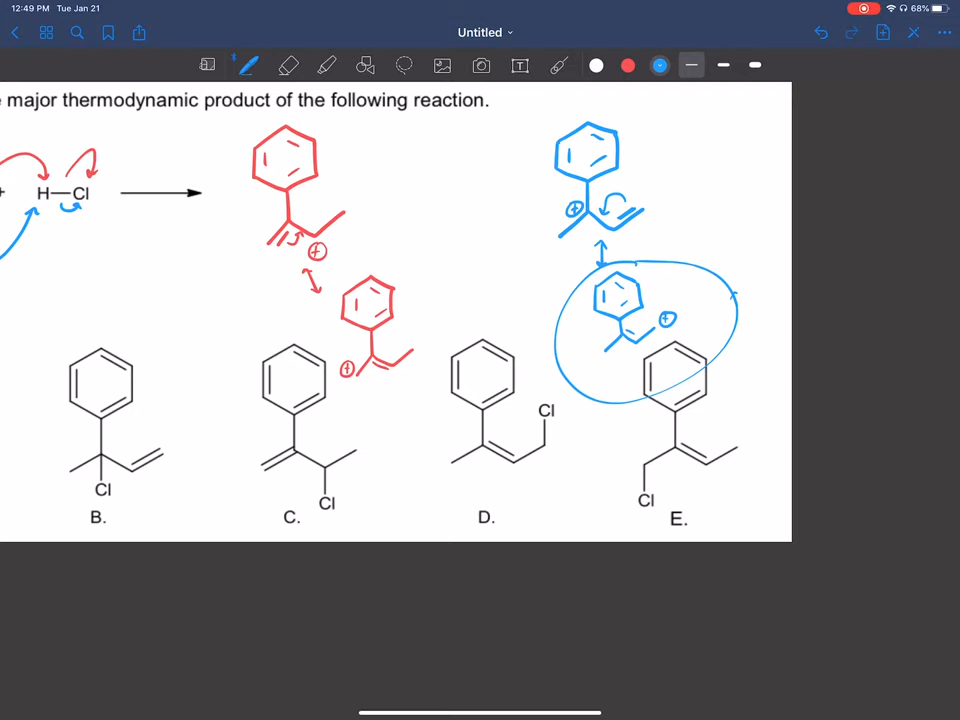 12:49 PM Tue Jan 21
68%
Untitled
T
major thermodynamic product of the following reaction.
+ H—Cl
+
+
+
+
Cl
Cl
Cl
Cl
B.
C.
D.
E.